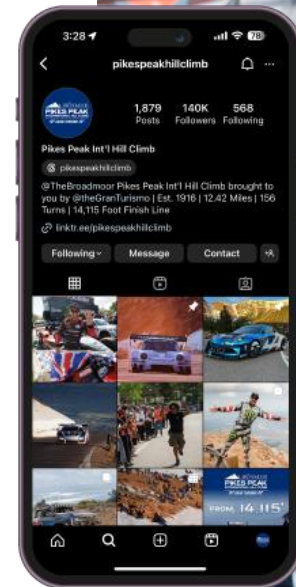 3:28
78
pikespeakhillclimb
PIKES PEAK
1,879 140K 568
Posts Followers Following
Pikes Peak Int'l Hill Climb
pikespeakhillclimb
@TheBroadmoor Pikes Peak Int'l Hill Climb brought to
you by @theGranTurismo | Est. 1916 | 12.42 Miles | 156
Turns | 14,115 Foot Finish Line
linktr.ee/pikespeakhillclimb
Following Message Contact
PIKES PEAK
FROM 14,115'